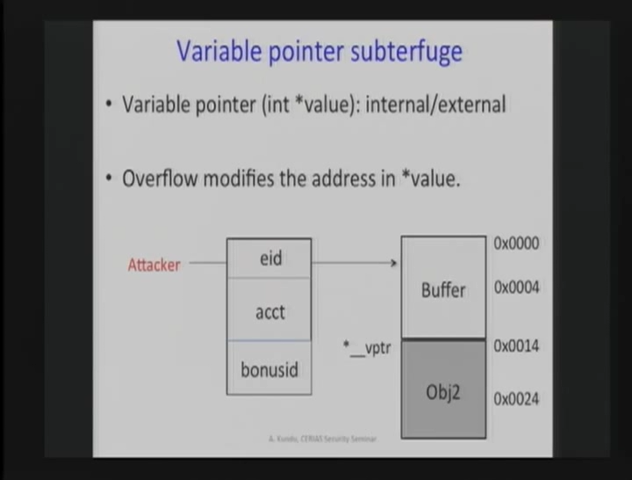 Variable pointer subterfuge
• Variable pointer (int *value): internal/external
• Overflow modifies the address in *value.
Attacker
eid
acct
bonusid
*__vptr
Buffer
Obj2
0x0000
0x0004
0x0014
0x0024
A. Kundu, CERIAS Security Seminar